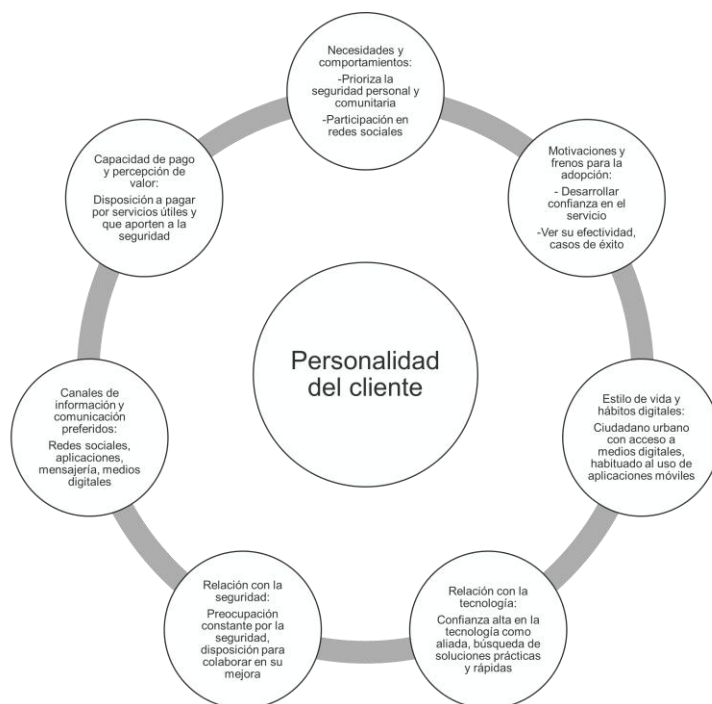 Necesidades y
comportamientos:
-Prioriza la
seguridad personal y
comunitaria
-Participación en
redes sociales
Motivaciones y
frenos para la
adopción:
- Desarrollar
confianza en el
servicio
-Ver su efectividad,
casos de éxito
Estilo de vida y
hábitos digitales:
Ciudadano urbano
con acceso a
medios digitales,
habituado al uso de
aplicaciones móviles
Relación con la
tecnología:
Confianza alta en la
tecnología como
aliada, búsqueda de
soluciones prácticas
y rápidas
Relación con la
seguridad:
Preocupación
constante por la
seguridad,
disposición para
colaborar en su
mejora
Canales de
información y
comunicación
preferidos:
Redes sociales,
aplicaciones,
mensajería, medios
digitales
Capacidad de pago
y percepción de
valor:
Disposición a pagar
por servicios útiles y
que aporten a la
seguridad
Personalidad
del cliente